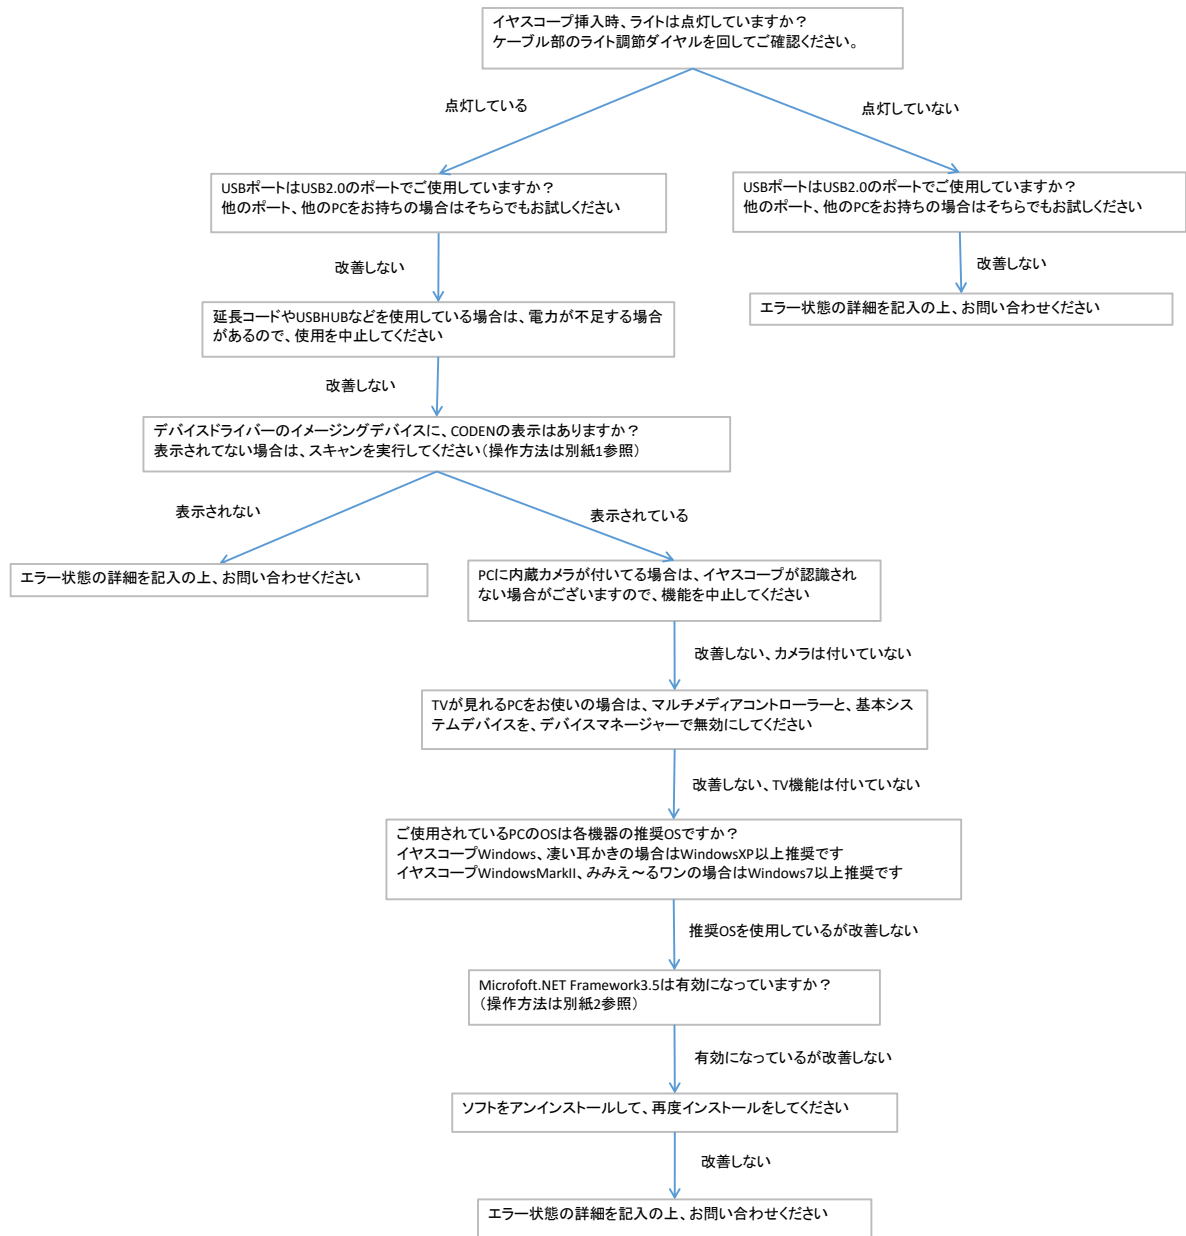 イヤスコープ挿入時、ライトは点灯していますか？
ケーブル部のライト調節ダイヤルを回してご確認ください。
点灯している
点灯していない
USBポートはUSB2.0のポートでご使用していますか？
他のポート、他のPCをお持ちの場合はそちらでもお試しください
USBポートはUSB2.0のポートでご使用していますか？
他のポート、他のPCをお持ちの場合はそちらでもお試しください
改善しない
改善しない
延長コードやUSBHUBなどを使用している場合は、電力が不足する場合
があるので、使用を中止してください
エラー状態の詳細を記入の上、お問い合わせください
改善しない
デバイスドライバーのイメージングデバイスに、CODENの表示はありますか？
表示されてない場合は、スキャンを実行してください（操作方法は別紙1参照）
表示されない
表示されている
エラー状態の詳細を記入の上、お問い合わせください
PCに内蔵カメラが付いてる場合は、イヤスコープが認識され
ない場合がございますので、機能を中止してください
改善しない、カメラは付いていない
TVが見れるPCをお使いの場合は、マルチメディアコントローラーと、基本シス
テムデバイスを、デバイスマネージャーで無効にしてください
改善しない、TV機能は付いていない
ご使用されているPCのOSは各機器の推奨OSですか？
イヤスコープWindows、凄い耳かきの場合はWindowsXP以上推奨です
イヤスコープWindowsMarkII、みみえ～るワンの場合はWindows7以上推奨です
推奨OSを使用しているが改善しない
Microfoft.NET Framework3.5は有効になっていますか？
（操作方法は別紙2参照）
有効になっているが改善しない
ソフトをアンインストールして、再度インストールをしてください
改善しない
エラー状態の詳細を記入の上、お問い合わせください